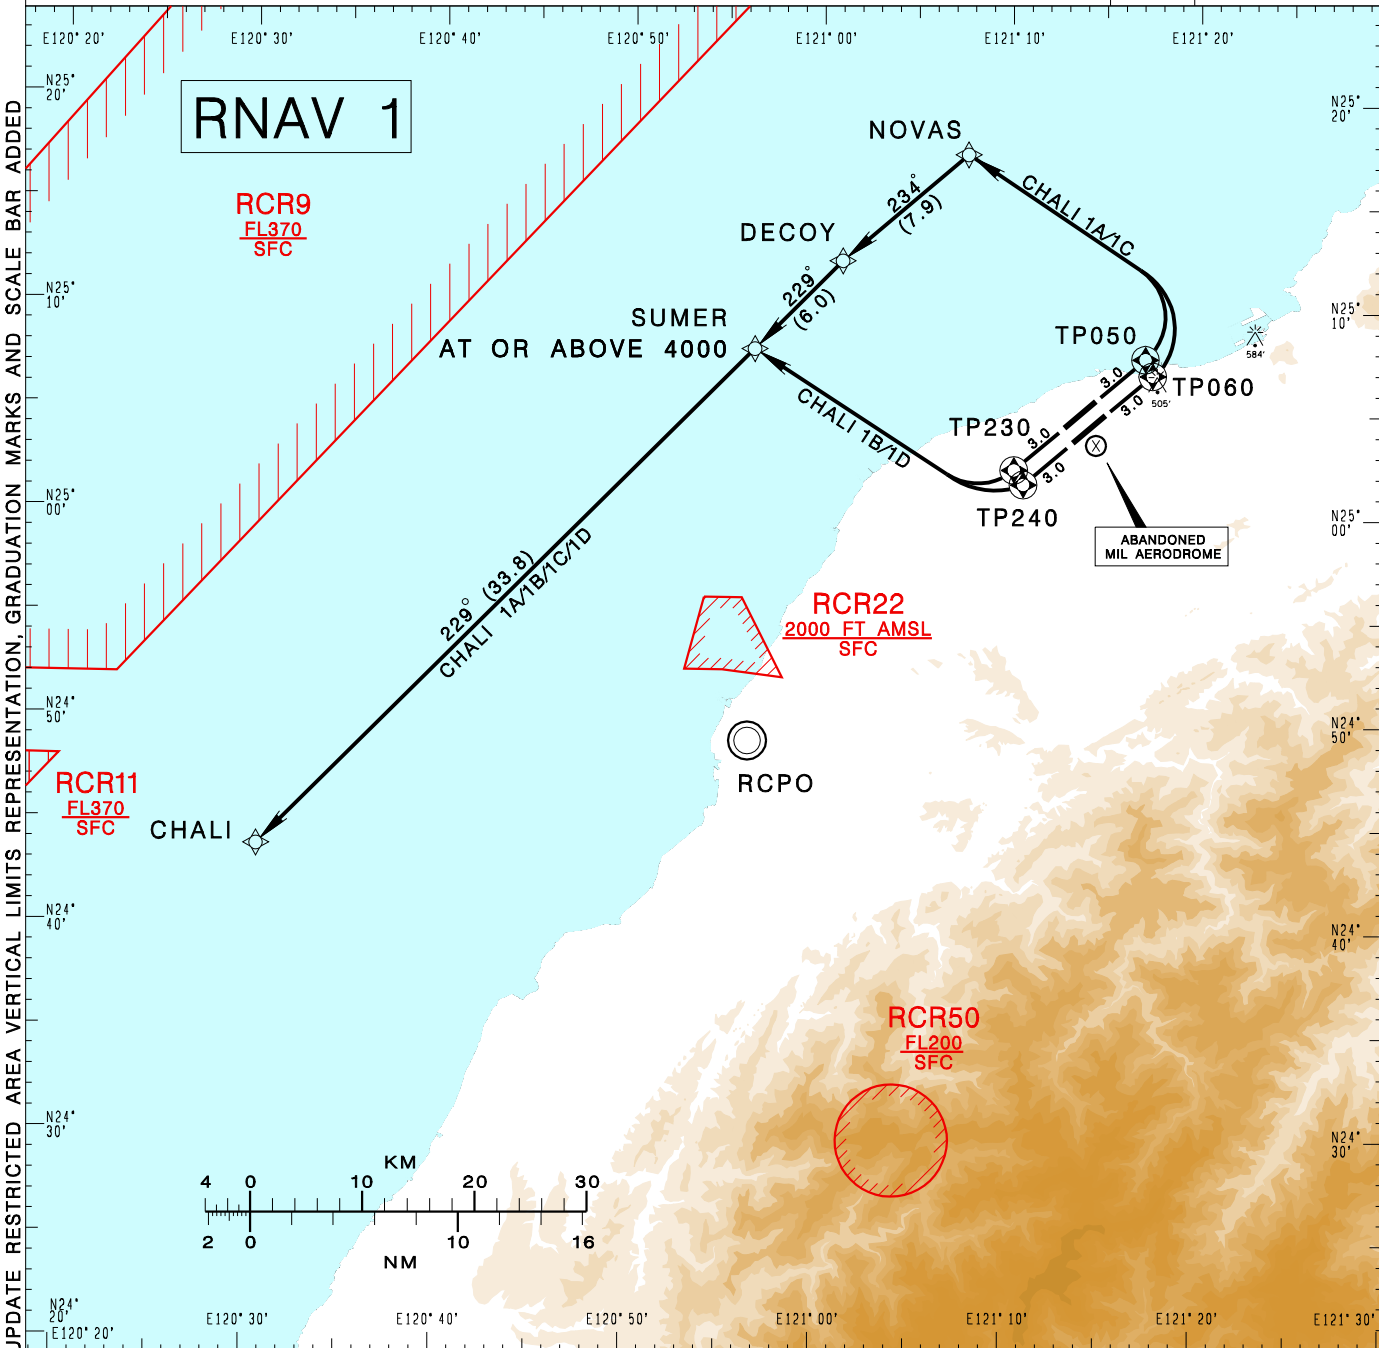 E120° 20'
E120° 30'
E120° 40'
E120° 50'
E121° 00'
E121° 10'
E121° 20'
N25°
20'
N25°
20'
RNAV 1
NOVAS
RCR9
FL370
SFC
234°
(7.9)
CHALI 1A/1C
DECOY
229°
(6.0)
N25°
10'
N25°
10'
SUMER
AT OR ABOVE 4000
TP050
584'
TP060
505'
3.0
3.0
CHALI 1B/1D
TP230
3.0
3.0
TP240
N25°
00'
N25°
00'
ABANDONED
MIL AERODROME
229° (33.8)
CHALI 1A/1B/1C/1D
RCR22
2000 FT AMSL
SFC
N24°
50'
N24°
50'
RCPO
RCR11
FL370
SFC
CHALI
N24°
40'
N24°
40'
RCR50
FL200
SFC
N24°
30'
N24°
30'
KM
4 0 10 20 30
2 0 10 16
NM
N24°
20'
E120° 20'
E120° 30'
E120° 40'
E120° 50'
E121° 00'
E121° 10'
E121° 20'
E121° 30'
UPDATE RESTRICTED AREA VERTICAL LIMITS REPRESENTATION, GRADUATION MARKS AND SCALE BAR ADDED